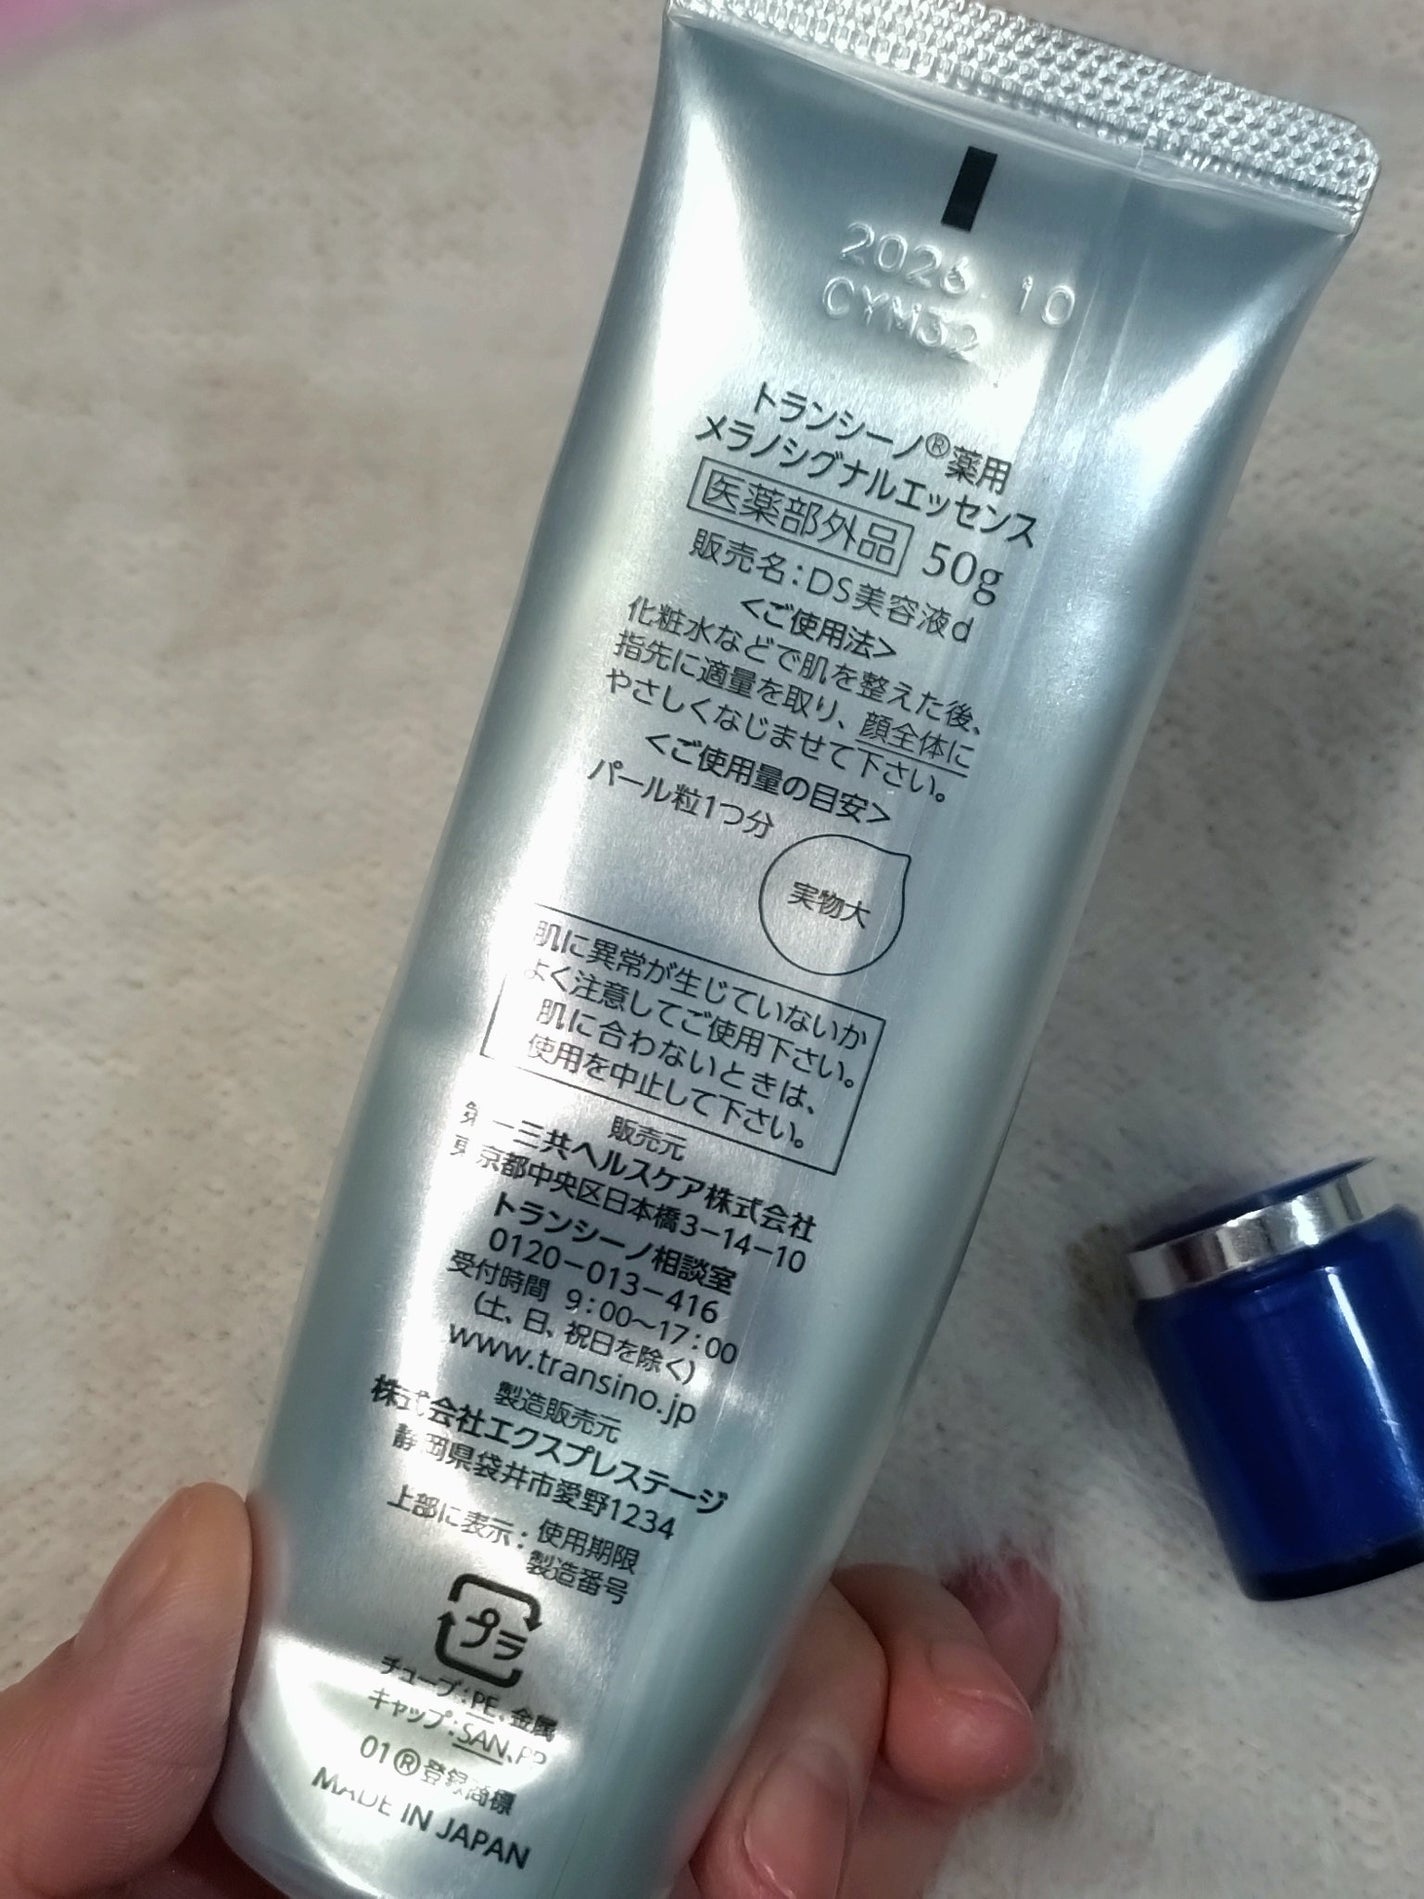 2026.10
CYM32
トランシーノ®薬用
メラノシグナルエッセンス
医薬部外品 50g
販売名：DS美容液d
＜ご使用法＞
化粧水などで肌を整えた後、
指先に適量を取り、顔全体に
やさしくなじませて下さい。
＜ご使用量の目安＞
パール粒1つ分
実物大
肌に異常が生じていないか
よく注意してご使用下さい。
肌に合わないときは、
使用を中止して下さい。
販売元
第一三共ヘルスケア株式会社
東京都中央区日本橋3-14-10
トランシーノ相談室
0120-013-416
受付時間 9：00〜17：00
（土、日、祝日を除く）
www.transino.jp
製造販売元
株式会社エクスプレステージ
静岡県袋井市愛野1234
上部に表示：使用期限
製造番号
プラ
チューブ：PE、金属
キャップ：SAN、PP
01®登録商標
MADE IN JAPAN